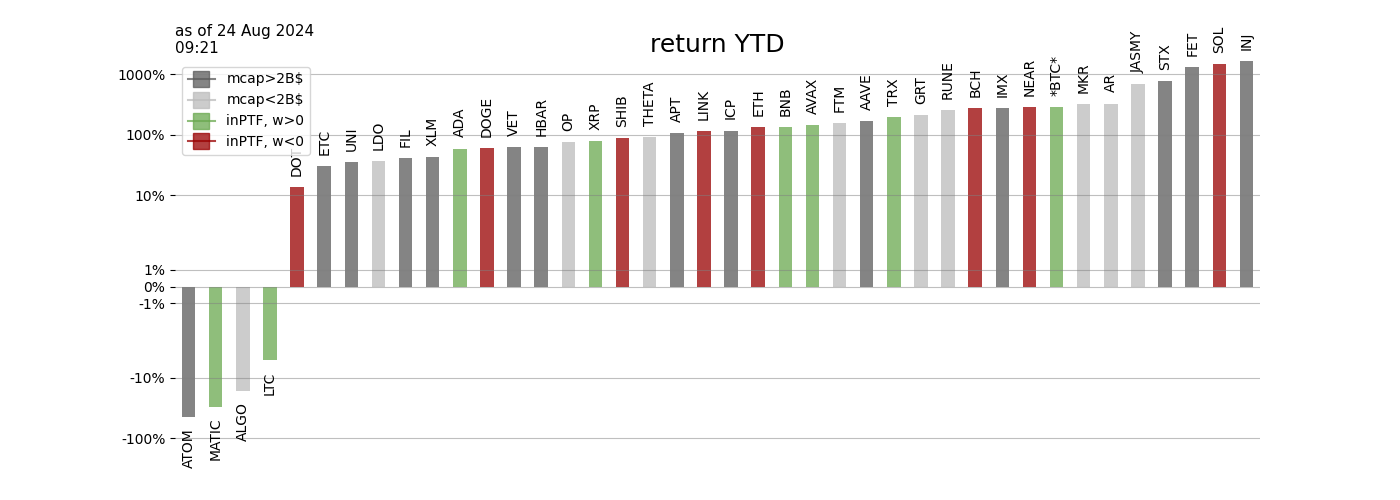 as of 24 Aug 2024
09:21
return YTD
mcap>2B$
mcap<2B$
inPTF, w>0
inPTF, w<0
1000%
100%
10%
1%
0%
-1%
-10%
-100%
ATOM
MATIC
ALGO
LTC
DOT
ETC
UNI
LDO
FIL
XLM
ADA
DOGE
VET
HBAR
OP
XRP
SHIB
THETA
APT
LINK
ICP
ETH
BNB
AVAX
FTM
AAVE
TRX
GRT
RUNE
BCH
IMX
NEAR
*BTC*
MKR
AR
JASMY
STX
FET
SOL
INJ